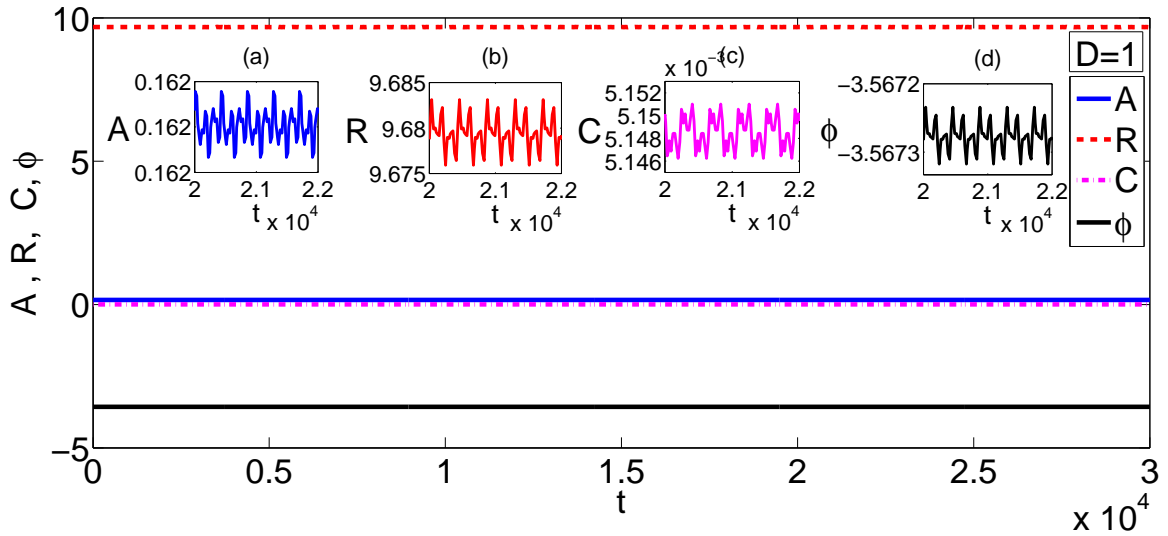 10
5
0
−5
A , R, C, ϕ
0
0.5
1
1.5
2
2.5
3
t
x 10^4
(a)
0.162
0.162
0.162
A
2
2.1
2.2
t
x 10^4
(b)
9.685
9.68
9.675
R
2
2.1
2.2
t
x 10^4
x 10^−3
(c)
5.152
5.15
5.148
5.146
C
2
2.1
2.2
t
x 10^4
(d)
−3.5672
−3.5673
ϕ
2
2.1
2.2
t
x 10^4
D=1
A
R
C
ϕ